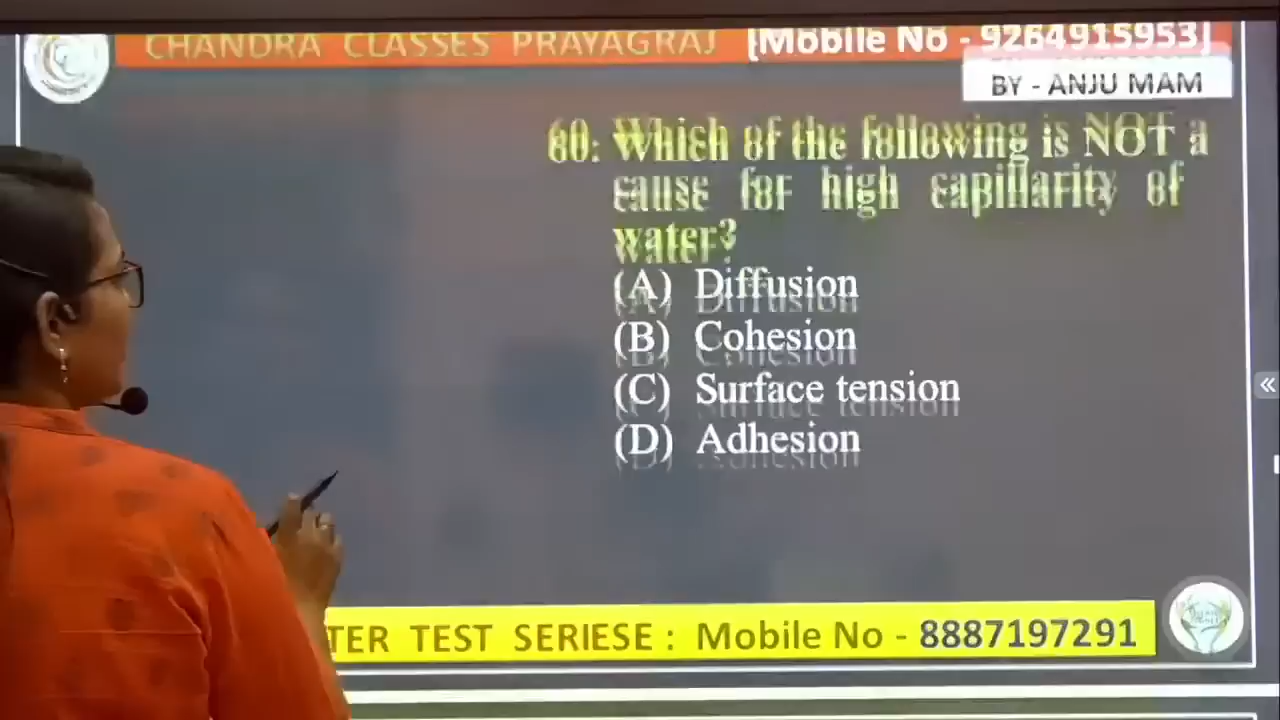 CHANDRA CLASSES PRAYAGRAJ [Mobile No - 9264915953]
BY - ANJU MAM
60. Which of the following is NOT a
cause for high capillarity of
water?
(A) Diffusion
(B) Cohesion
(C) Surface tension
(D) Adhesion
TER TEST SERIESE : Mobile No - 8887197291